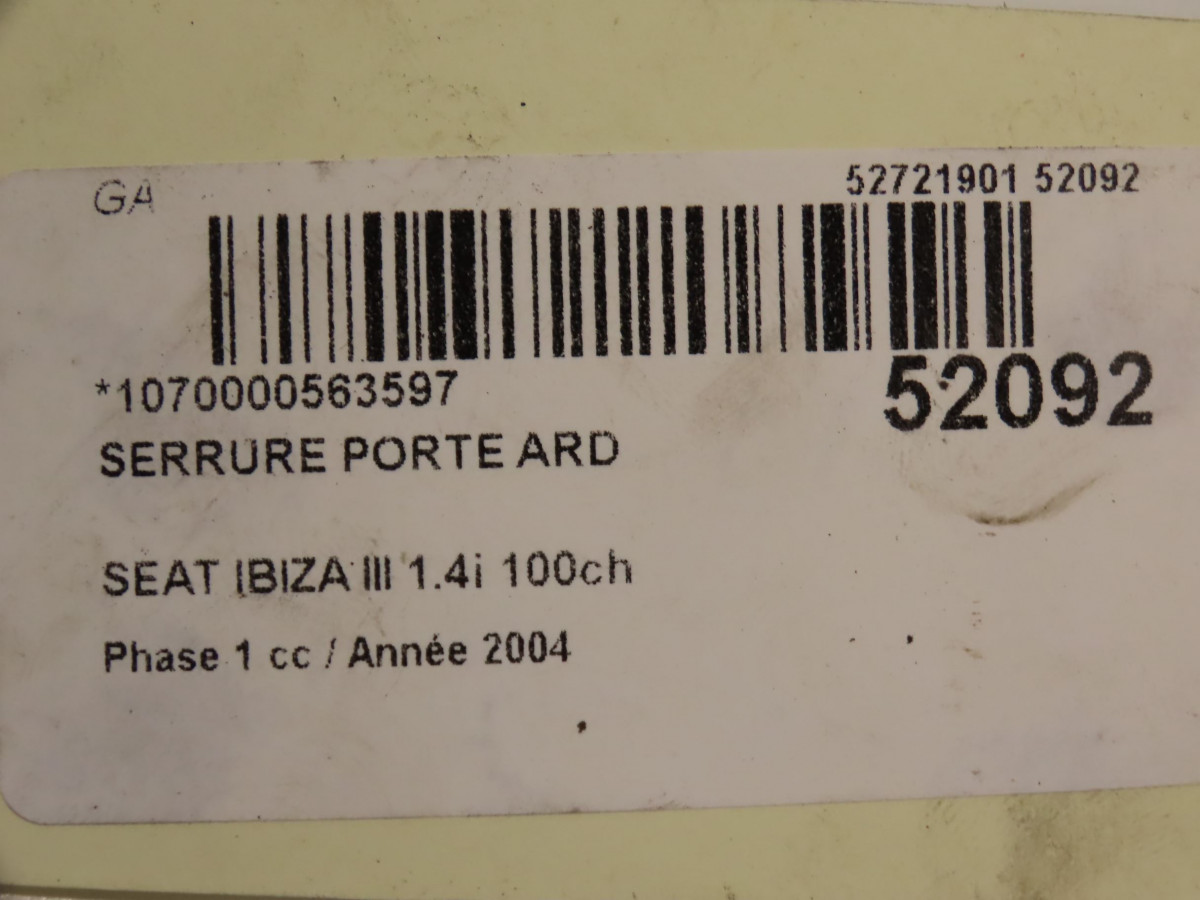 GA
52721901 52092
*1070000563597
52092
SERRURE PORTE ARD
SEAT IBIZA III 1.4i 100ch
Phase 1 cc / Année 2004